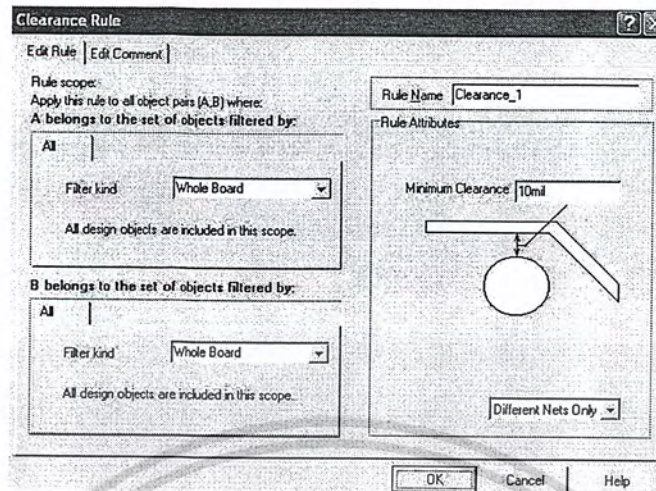 Clearance Rule
Edit Rule
Edit Comment
Rule scope:
Apply this rule to all object pairs (A,B) where:
A belongs to the set of objects filtered by:
All
Filter kind
Whole Board
All design objects are included in this scope.
B belongs to the set of objects filtered by:
All
Filter kind
Whole Board
All design objects are included in this scope.
Rule Name
Clearance_1
Rule Attributes
Minimum Clearance
10mil
Different Nets Only
OK
Cancel
Help